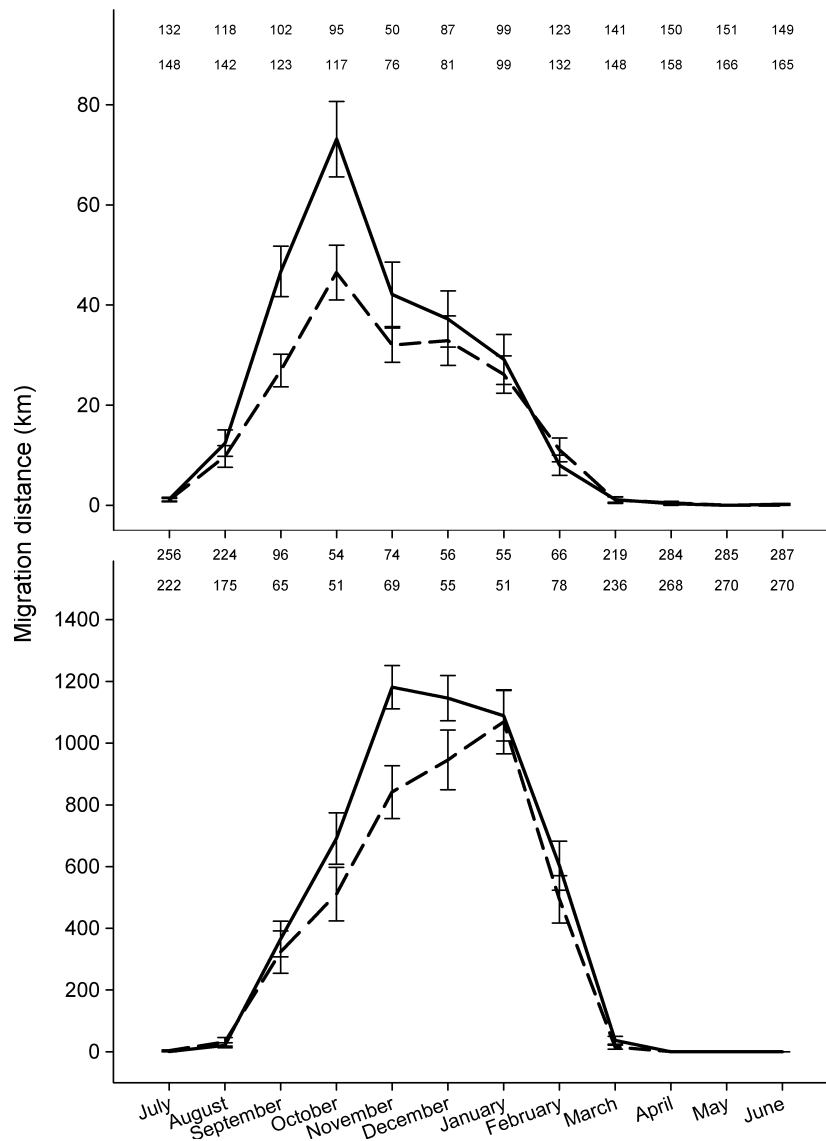 132 118 102 95 50 87 99 123 141 150 151 149
148 142 123 117 76 81 99 132 148 158 166 165
80
60
40
20
0
Migration distance (km)
256 224 96 54 74 56 55 66 219 284 285 287
222 175 65 51 69 55 51 78 236 268 270 270
1400
1200
1000
800
600
400
200
0
July August September October November December January February March April May June